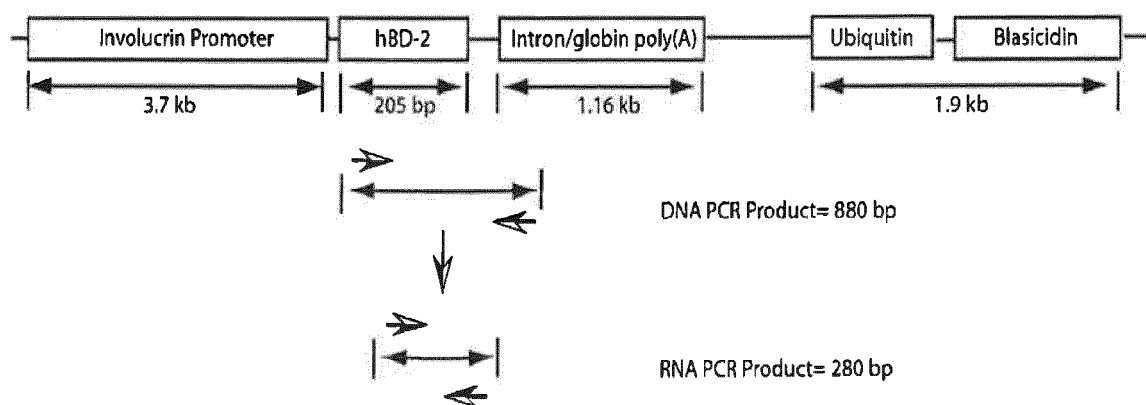 Involucrin Promoter hBD-2 Intron/globin poly(A) Ubiquitin Blasicidin
3.7 kb 205 bp 1.16 kb 1.9 kb
DNA PCR Product= 880 bp
RNA PCR Product= 280 bp